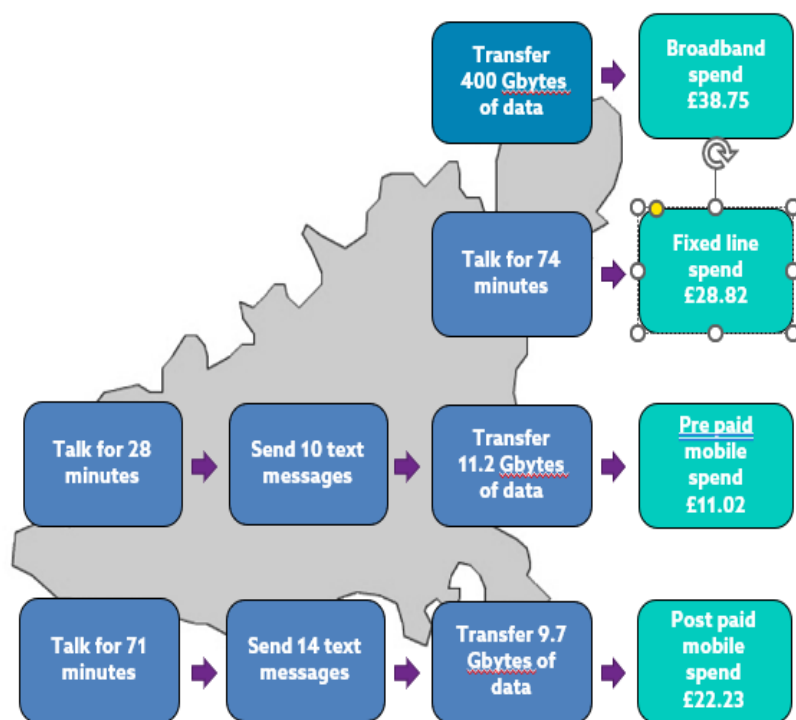 Transfer
400 Gbytes
of data
Broadband
spend
£38.75
Talk for 74
minutes
Fixed line
spend
£28.82
Talk for 28
minutes
Send 10 text
messages
Transfer
11.2 Gbytes
of data
Pre paid
mobile
spend
£11.02
Talk for 71
minutes
Send 14 text
messages
Transfer 9.7
Gbytes of
data
Post paid
mobile
spend
£22.23